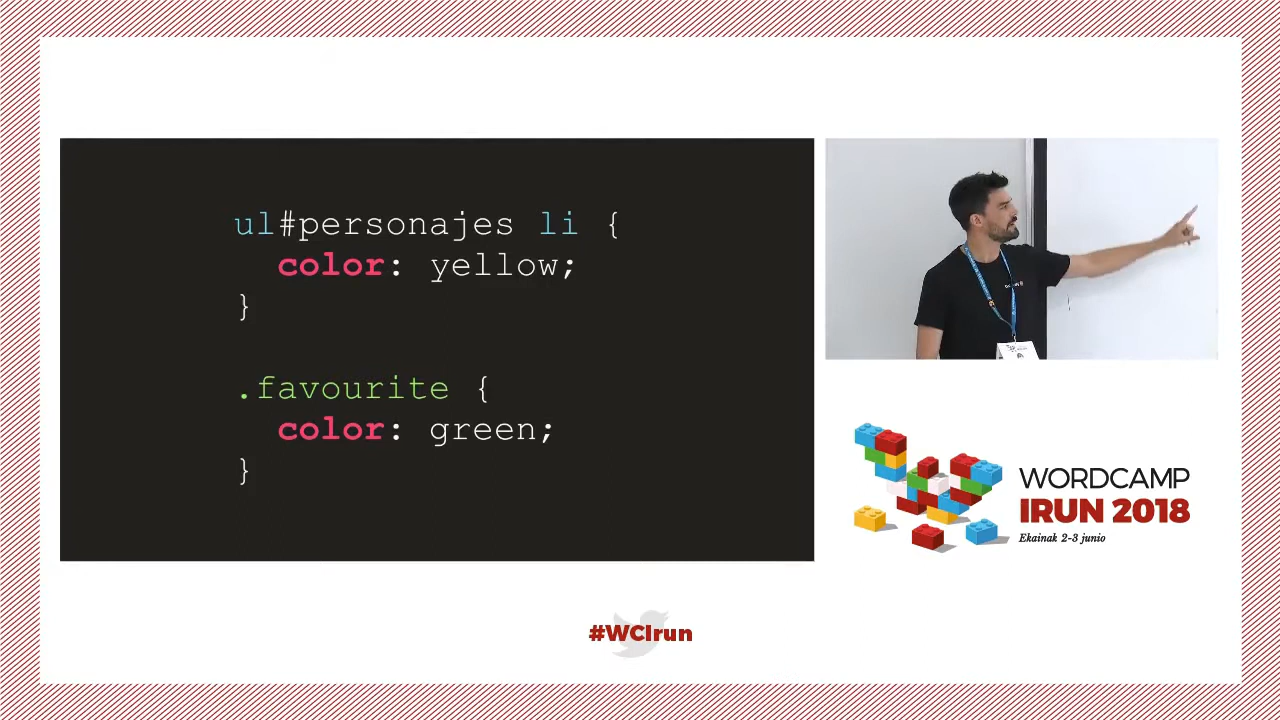 ul#personajes li {
color: yellow;
}
.favourite {
color: green;
}
WORDCAMP
IRUN 2018
Ekainak 2-3 junio
#WCIrun